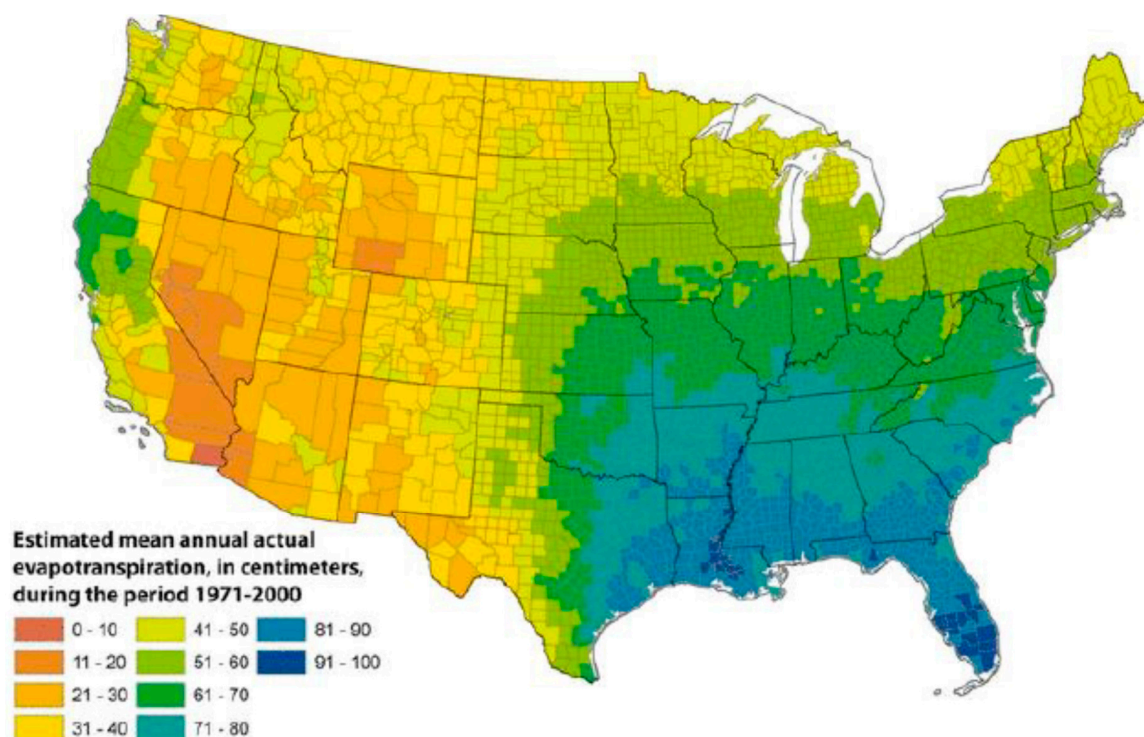 Estimated mean annual actual
evapotranspiration, in centimeters,
during the period 1971-2000
0 - 10
41 - 50
81 - 90
11 - 20
51 - 60
91 - 100
21 - 30
61 - 70
31 - 40
71 - 80